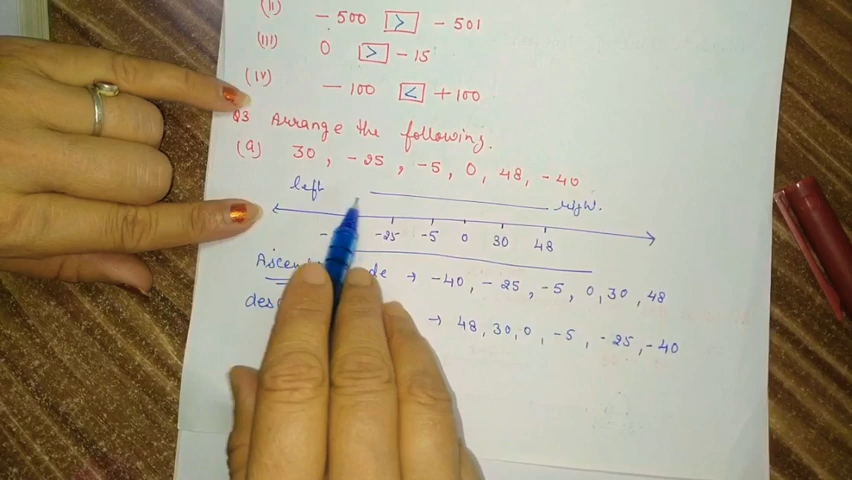 (ii) - 500 > - 501
(iii) 0 > - 15
(iv) - 100 < + 100
Q3 Arrange the following.
(a) 30 , - 25 , -5 , 0 , 48 , - 40
left right.
-25 -5 0 30 48
→ -40 , - 25 , -5 , 0 , 30 , 48
→ 48 , 30 , 0 , -5 , - 25 , - 40